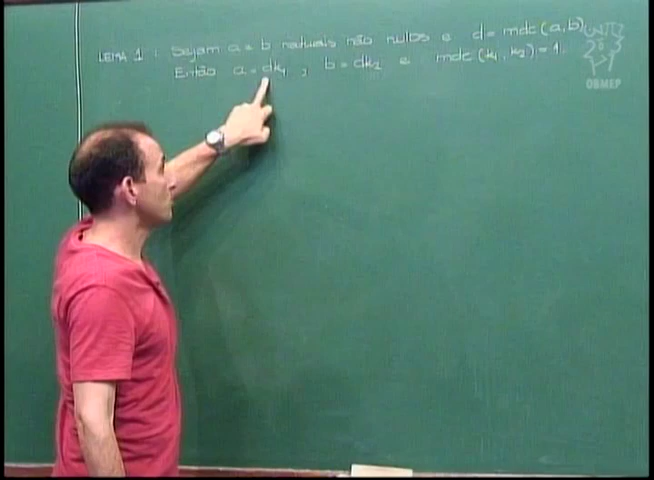 LEMA 1 : Sejam a e b naturais não nulos e d = mdc (a, b)
Então a = dk₁ , b = dk₂ e mdc (k₁, k₂) = 1.
OBMEP